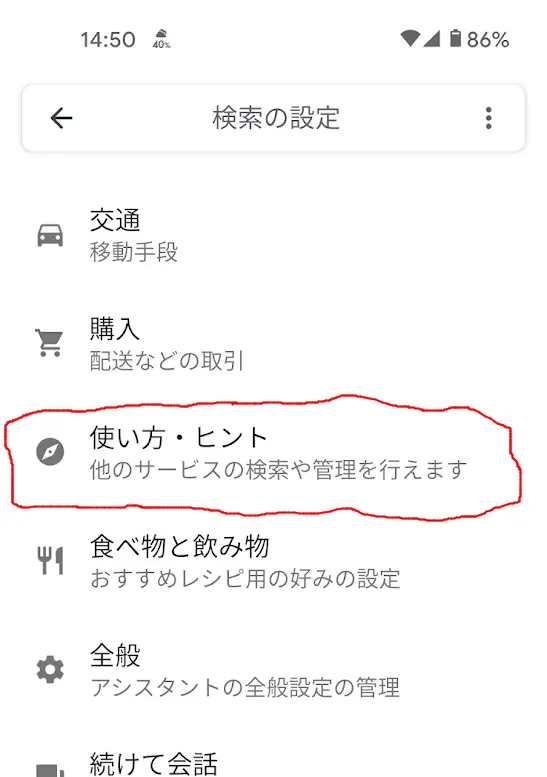 14:50 40% 86%
検索の設定
交通
移動手段
購入
配送などの取引
使い方・ヒント
他のサービスの検索や管理を行えます
食べ物と飲み物
おすすめレシピ用の好みの設定
全般
アシスタントの全般設定の管理
続けて会話